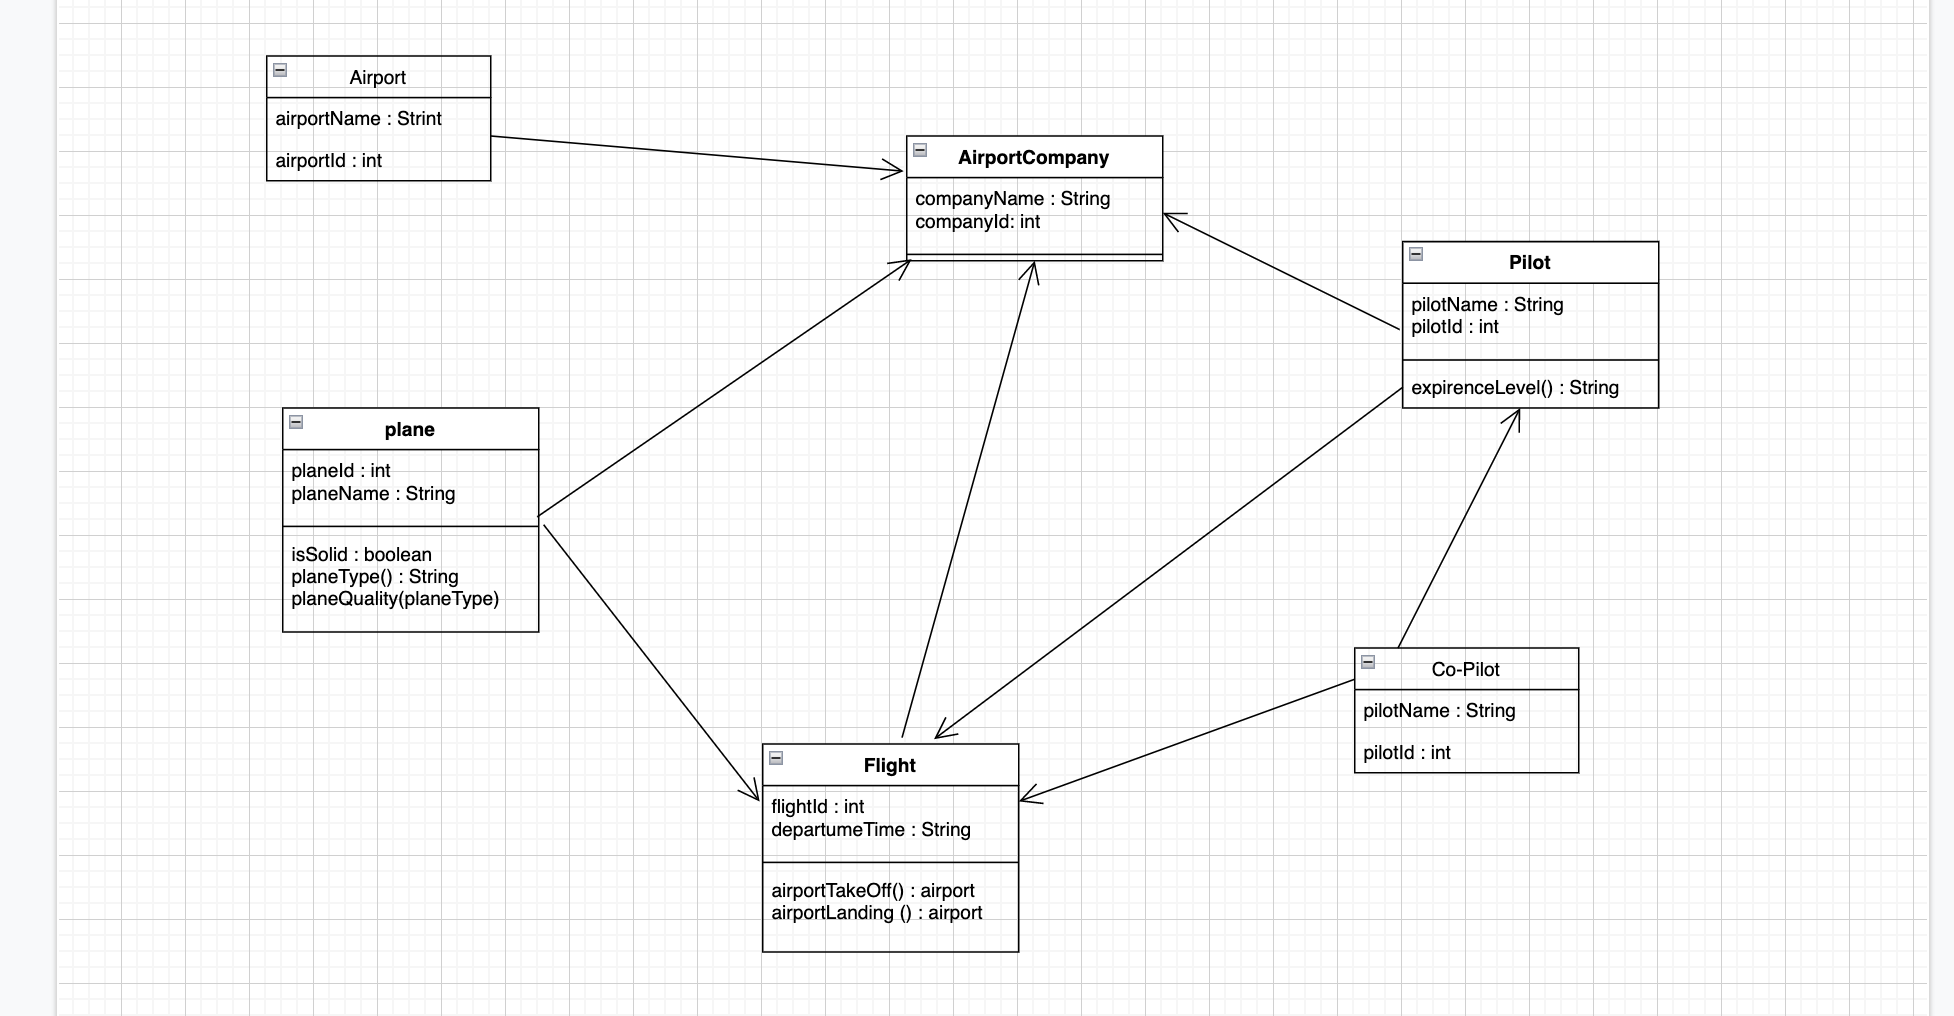 Airport
airportName : Strint
airportId : int
AirportCompany
companyName : String
companyId: int
Pilot
pilotName : String
pilotId : int
expirenceLevel() : String
plane
planeId : int
planeName : String
isSolid : boolean
planeType() : String
planeQuality(planeType)
Co-Pilot
pilotName : String
pilotId : int
Flight
flightId : int
departumeTime : String
airportTakeOff() : airport
airportLanding () : airport